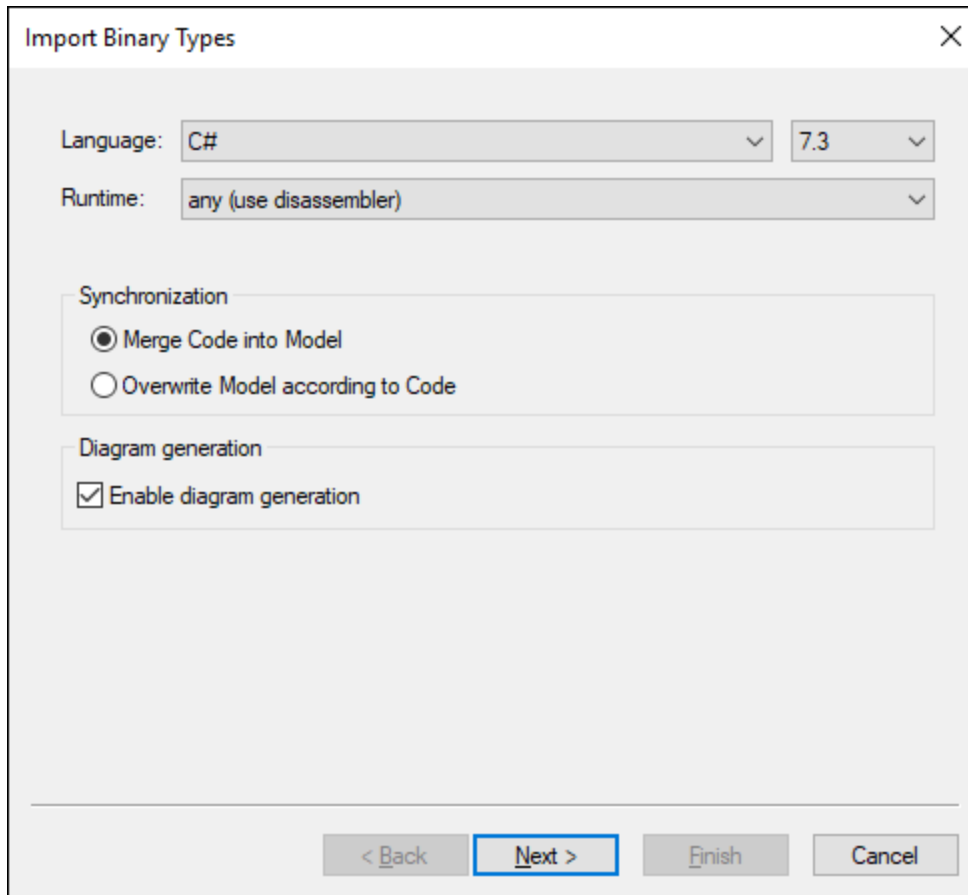 Import Binary Types
Language: C# 7.3
Runtime: any (use disassembler)
Synchronization
Merge Code into Model
Overwrite Model according to Code
Diagram generation
Enable diagram generation
< Back Next > Finish Cancel